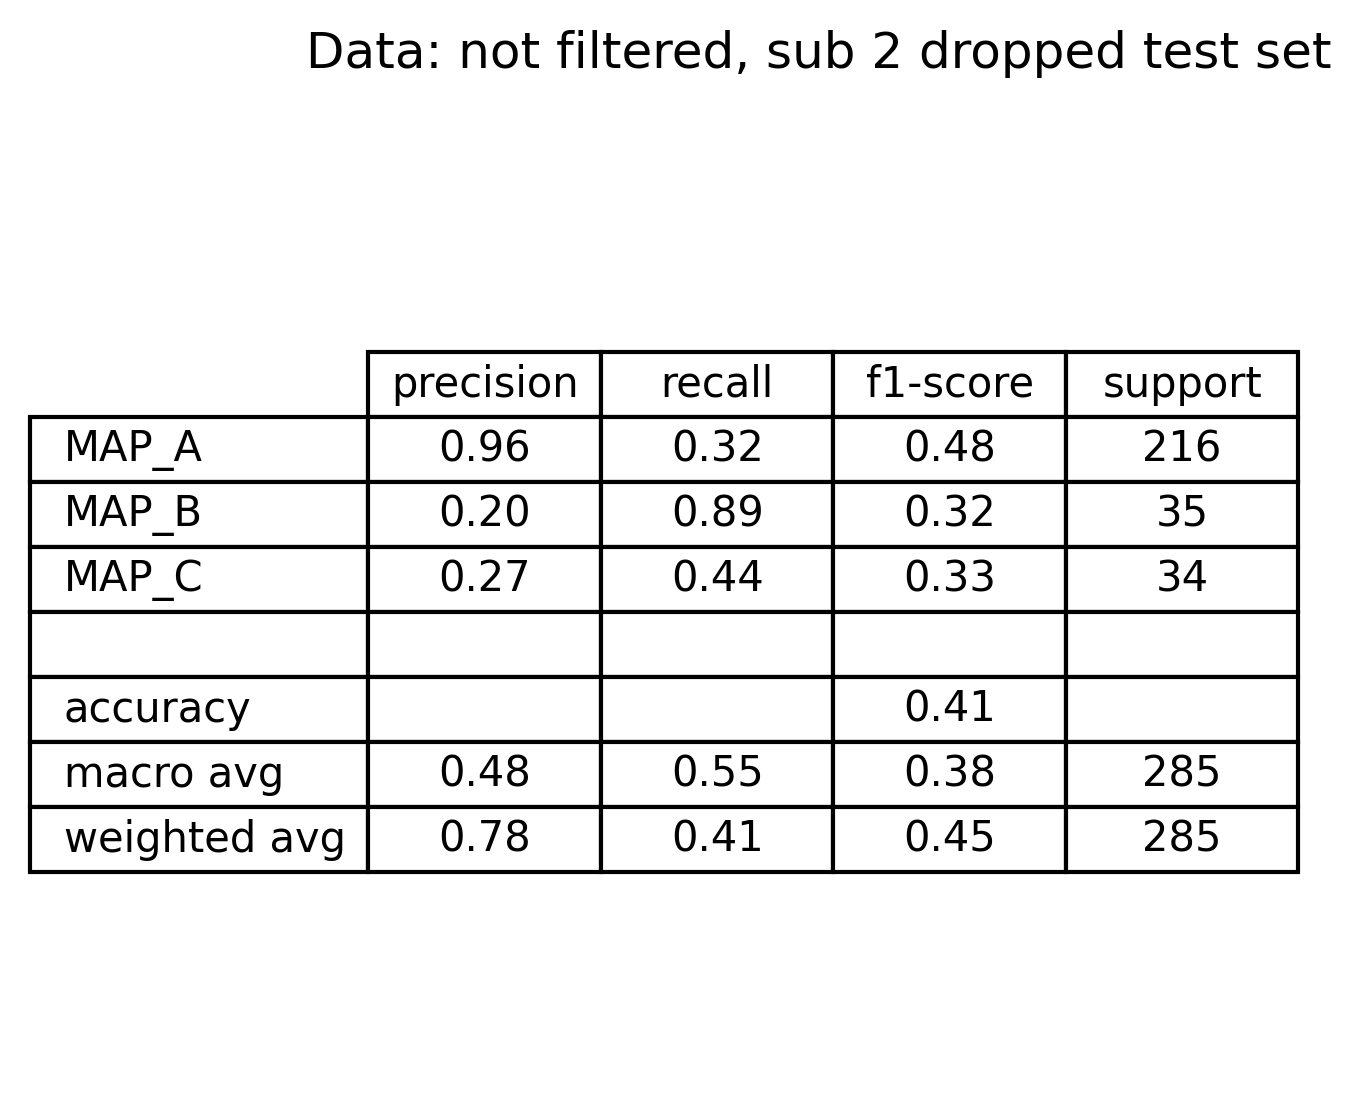 Data: not filtered, sub 2 dropped test set
precision recall f1-score support
MAP_A 0.96 0.32 0.48 216
MAP_B 0.20 0.89 0.32 35
MAP_C 0.27 0.44 0.33 34
accuracy 0.41
macro avg 0.48 0.55 0.38 285
weighted avg 0.78 0.41 0.45 285